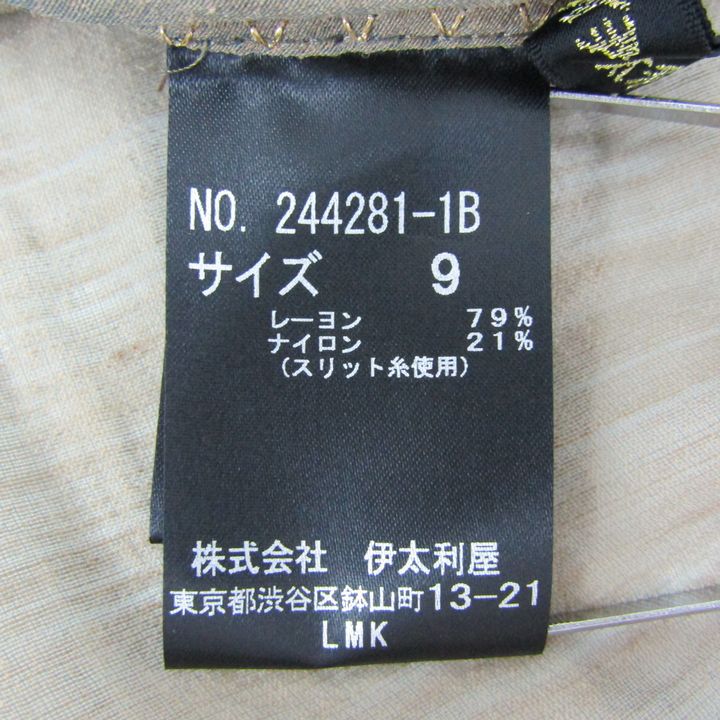 NO. 244281-1B
サイズ 9
レーヨン 79%
ナイロン 21%
(スリット糸使用)
株式会社 伊太利屋
東京都渋谷区鉢山町13-21
LMK